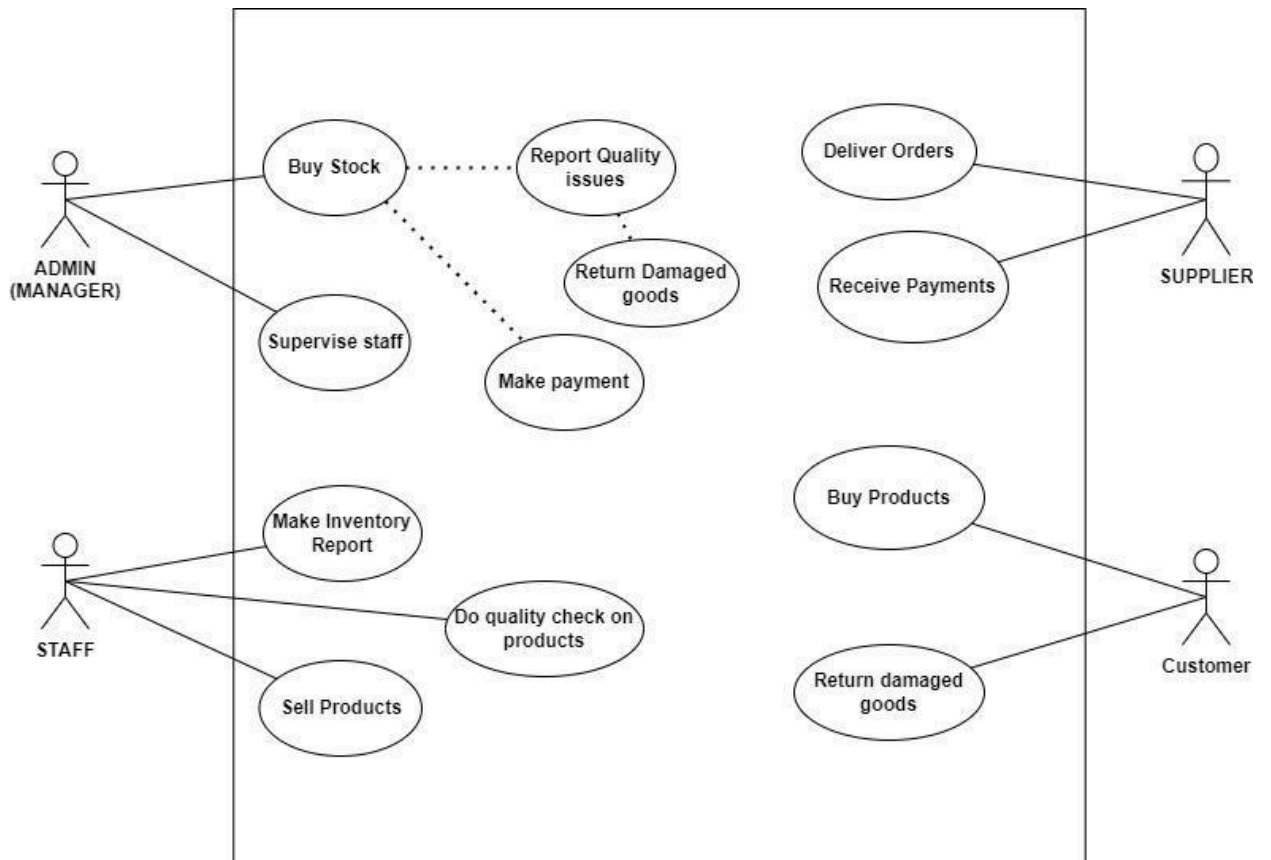 Buy Stock
Report Quality
issues
Deliver Orders
ADMIN
(MANAGER)
Return Damaged
goods
Receive Payments
SUPPLIER
Supervise staff
Make payment
Make Inventory
Report
Buy Products
Do quality check on
products
STAFF
Sell Products
Return damaged
goods
Customer